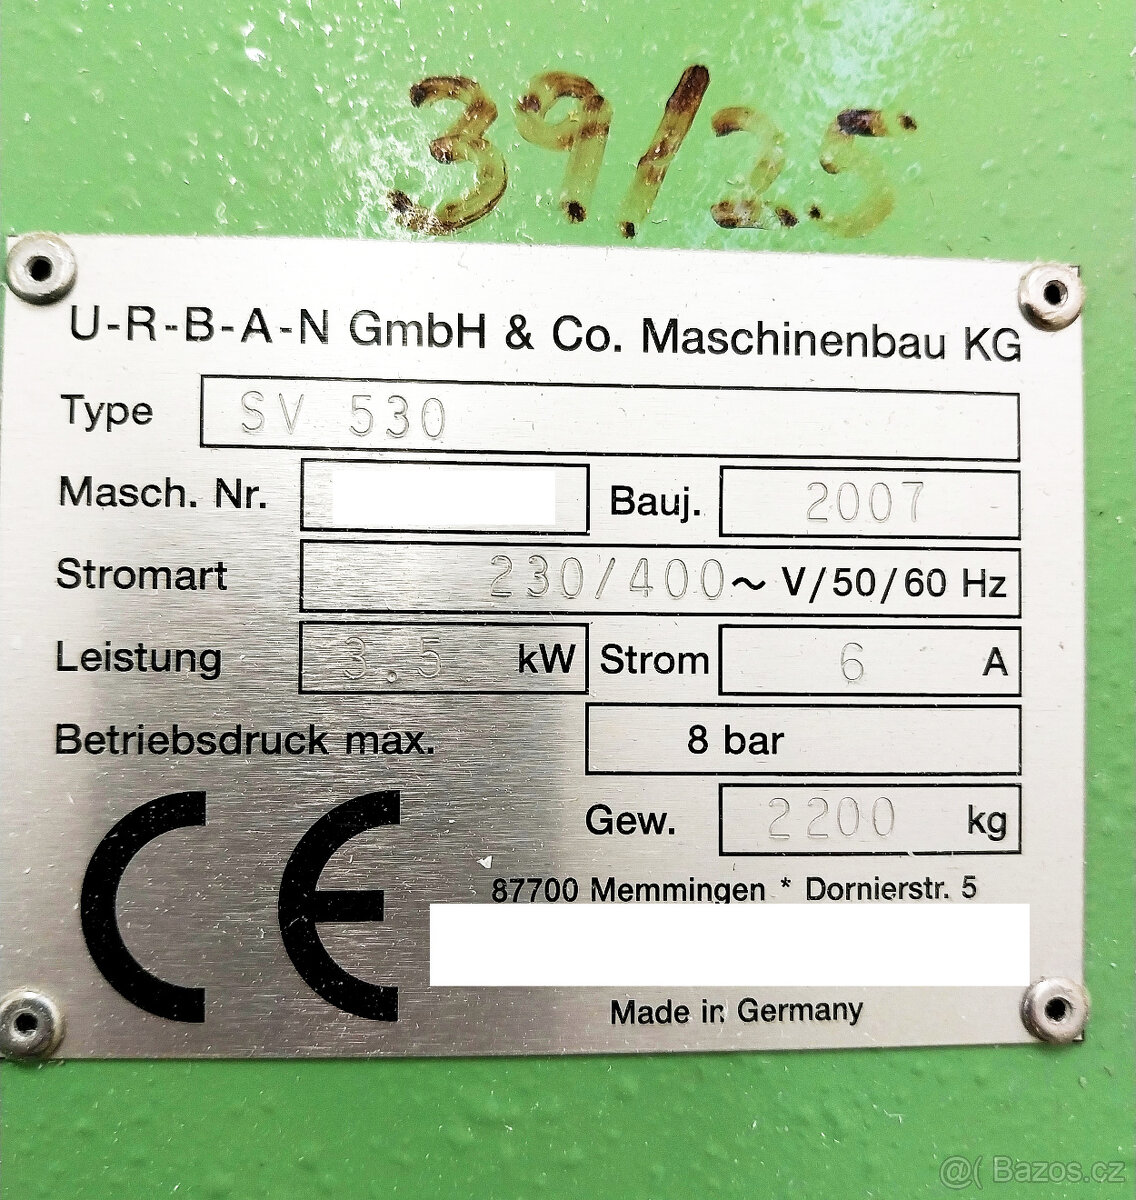 39/25
U-R-B-A-N GmbH & Co. Maschinenbau KG
Type SV 530
Masch. Nr. Bauj. 2007
Stromart 230/400~ V/50/60 Hz
Leistung 3.5 kW Strom 6 A
Betriebsdruck max. 8 bar
Gew. 2200 kg
87700 Memmingen * Dornierstr. 5
CE
Made in Germany
@( Bazos.cz